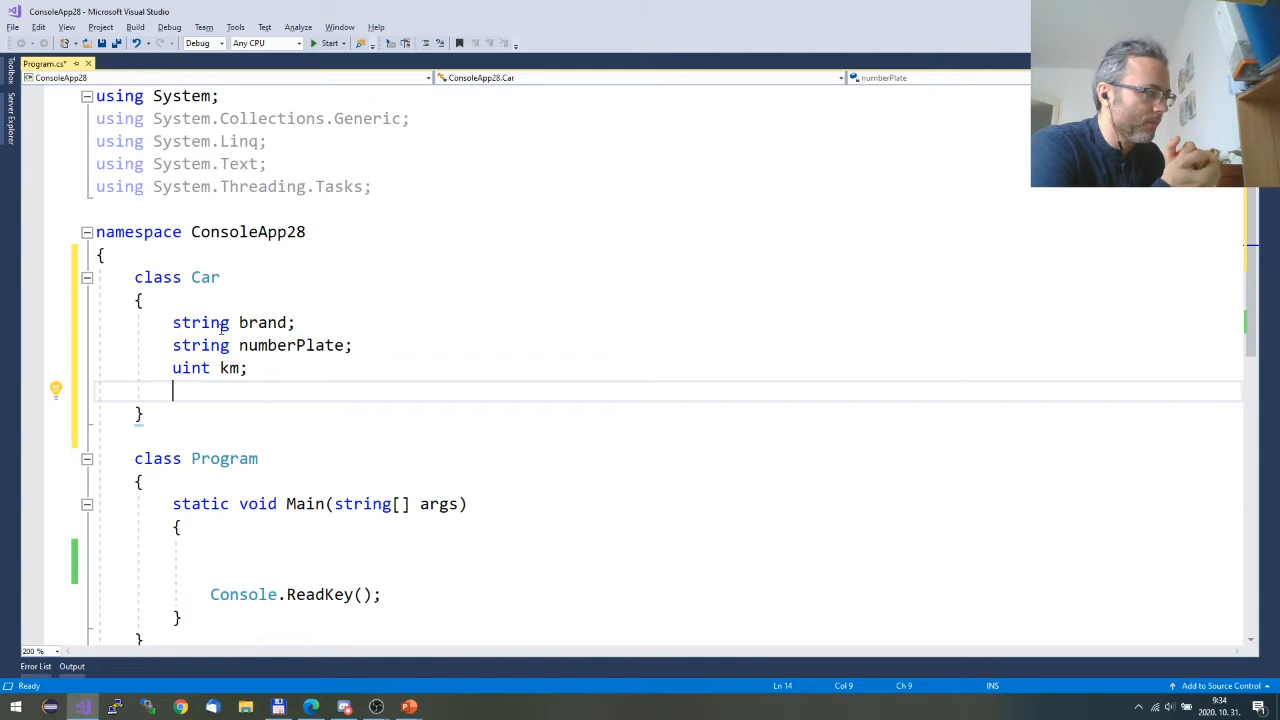 ConsoleApp28 - Microsoft Visual Studio
File Edit View Project Build Debug Team Tools Test Analyze Window Help
Debug Any CPU Start
Program.cs*
ConsoleApp28 ConsoleApp28.Car numberPlate
Toolbox
Server Explorer
using System;
using System.Collections.Generic;
using System.Linq;
using System.Text;
using System.Threading.Tasks;
namespace ConsoleApp28
{
class Car
{
string brand;
string numberPlate;
uint km;
}
class Program
{
static void Main(string[] args)
{
Console.ReadKey();
}
}
200 %
Error List Output
Ready Ln 14 Col 9 Ch 9 INS Add to Source Control
9:34
2020. 10. 31.